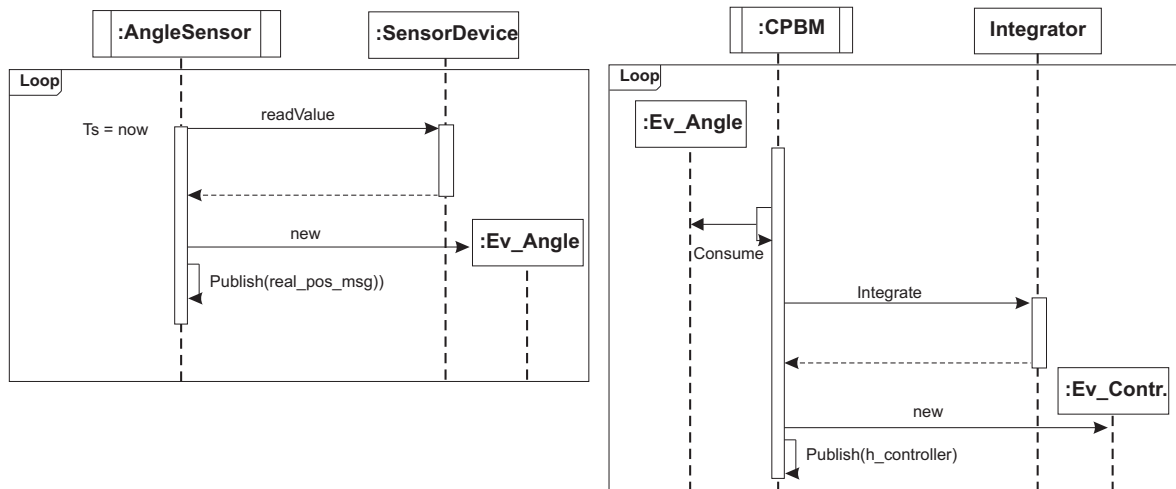 :AngleSensor
:SensorDevice
Loop
Ts = now
readValue
new
:Ev_Angle
Publish(real_pos_msg))
:CPBM
Integrator
Loop
:Ev_Angle
Consume
Integrate
:Ev_Contr.
new
Publish(h_controller)